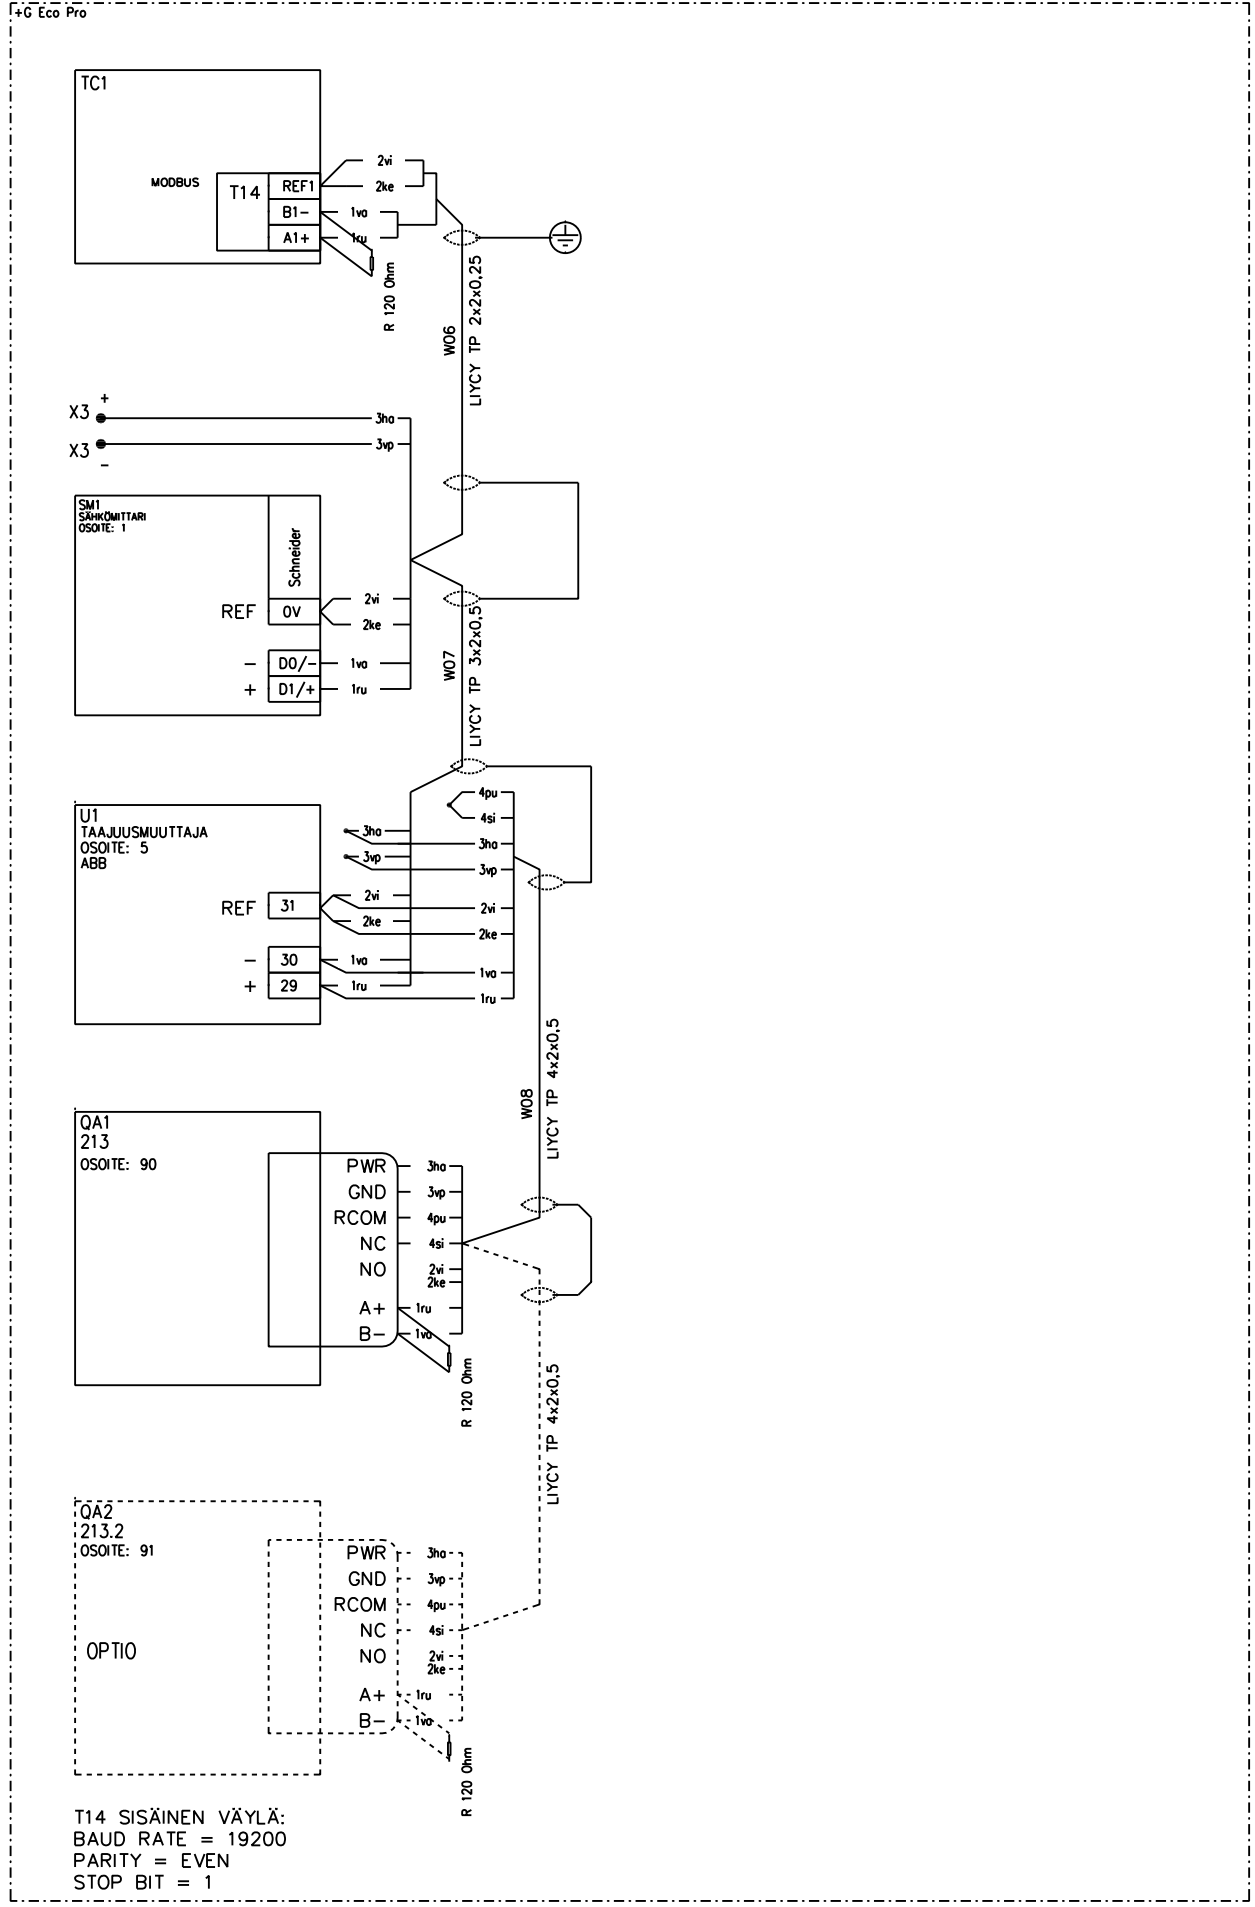 +G Eco Pro
TC1
MODBUS
T14
REF1
B1-
A1+
2vi
2ke
1va
1ru
R 120 Ohm
W06
LIYCY TP 2x2x0,25
+
X3
X3
-
3ha
3vp
SM1
SÄHKÖMITTARI
OSOITE: 1
Schneider
REF
0V
- D0/-
+ D1/+
2vi
2ke
1va
1ru
W07
LIYCY TP 3x2x0,5
U1
TAAJUUSMUUTTAJA
OSOITE: 5
ABB
REF 31
- 30
+ 29
3ha
3vp
2vi
2ke
1va
1ru
4pu
4si
3ha
3vp
2vi
2ke
1va
1ru
W08
LIYCY TP 4x2x0,5
QA1
213
OSOITE: 90
PWR 3ha
GND 3vp
RCOM 4pu
NC 4si
NO 2vi
2ke
A+ 1ru
B- 1va
R 120 Ohm
LIYCY TP 4x2x0,5
QA2
213.2
OSOITE: 91
OPTIO
PWR 3ha
GND 3vp
RCOM 4pu
NC 4si
NO 2vi
2ke
A+ 1ru
B- 1va
R 120 Ohm
T14 SISÄINEN VÄYLÄ:
BAUD RATE = 19200
PARITY = EVEN
STOP BIT = 1